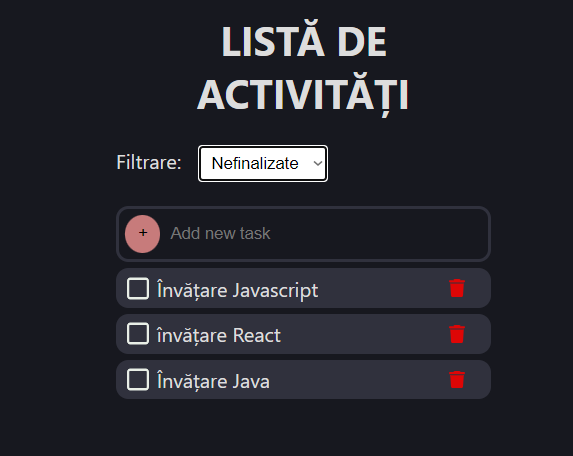 LISTĂ DE
ACTIVITĂȚI
Filtrare: Nefinalizate
+ Add new task
Învățare Javascript
învățare React
Învățare Java